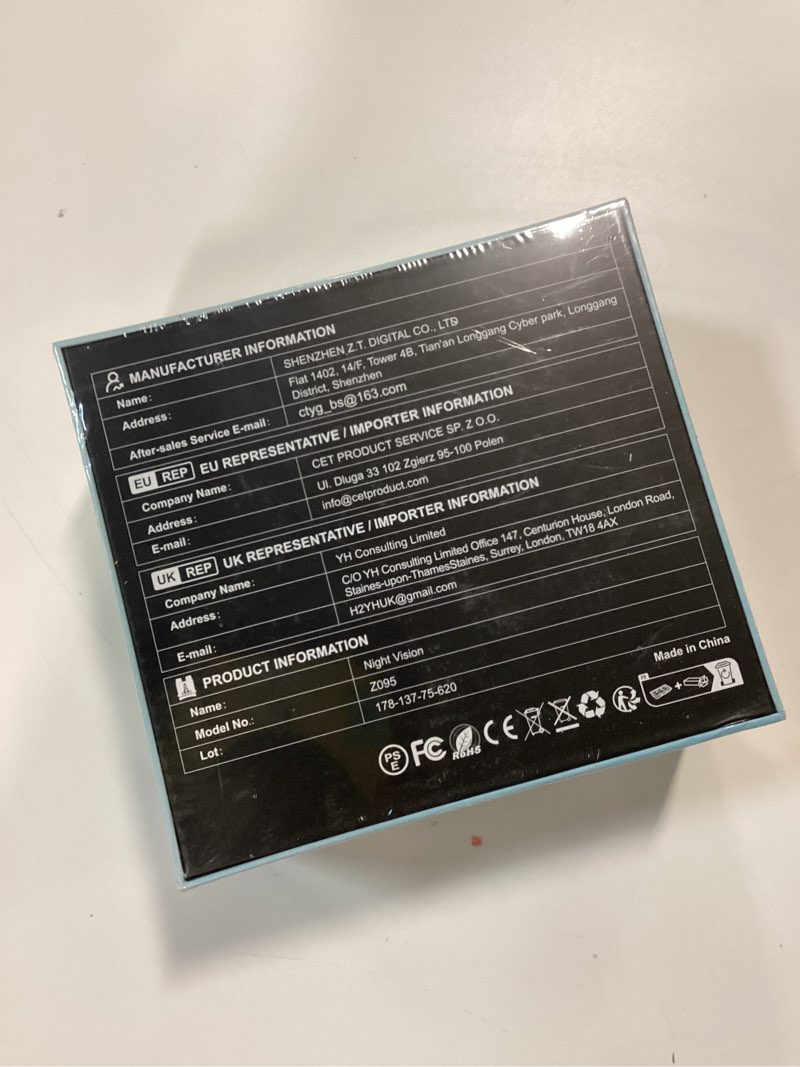 MANUFACTURER INFORMATION
Name: SHENZHEN Z.T. DIGITAL CO., LTD
Address: Flat 1402, 14/F, Tower 4B, Tian'an Longgang Cyber park, Longgang
District, Shenzhen
After-sales Service E-mail: ctyg_bs@163.com
EU REP EU REPRESENTATIVE / IMPORTER INFORMATION
Company Name: CET PRODUCT SERVICE SP. Z O.O.
Address: Ul. Dluga 33 102 Zgierz 95-100 Polen
E-mail: info@cetproduct.com
UK REP UK REPRESENTATIVE / IMPORTER INFORMATION
Company Name: YH Consulting Limited
Address: C/O YH Consulting Limited Office 147, Centurion House, London Road,
Staines-upon-ThamesStaines, Surrey, London, TW18 4AX
E-mail: H2YHUK@gmail.com
PRODUCT INFORMATION
Name: Night Vision
Model No.: Z095
Lot: 178-137-75-620
Made in China
PS
E
FC
RoHS
CE